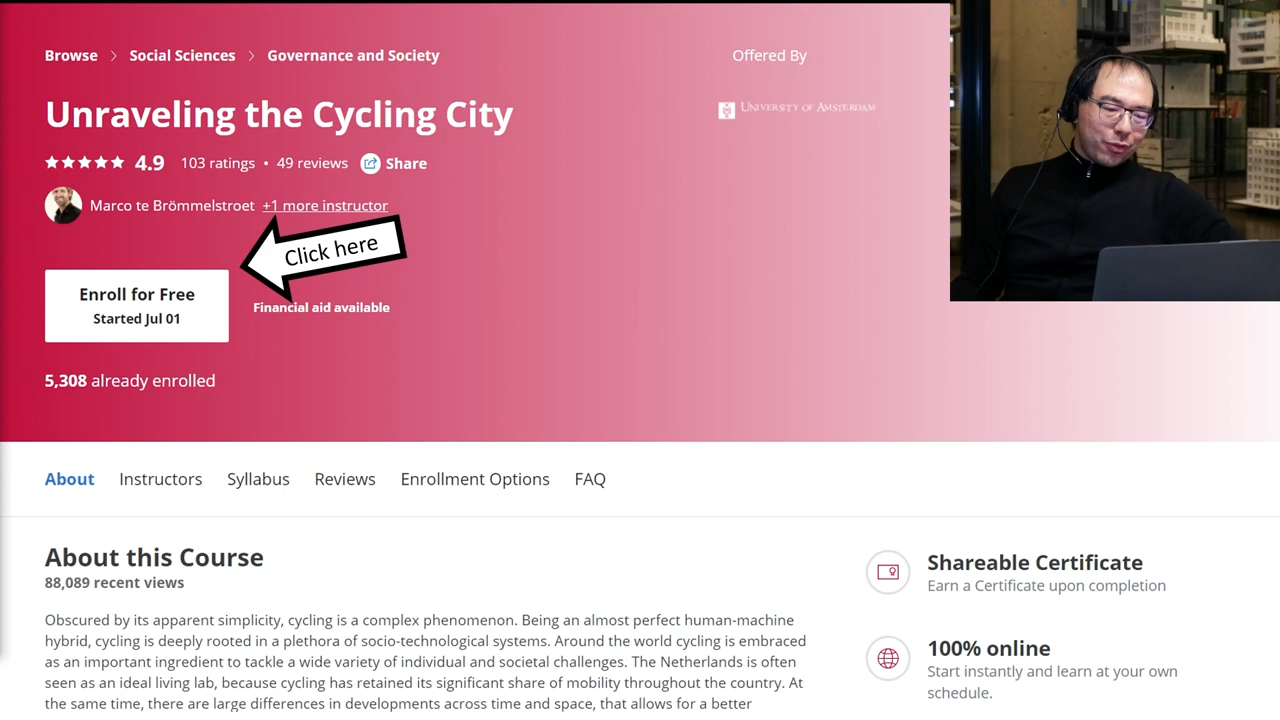 Browse > Social Sciences > Governance and Society
Offered By
Unraveling the Cycling City
UNIVERSITY OF AMSTERDAM
4.9 103 ratings • 49 reviews Share
Marco te Brömmelstroet +1 more instructor
Click here
Enroll for Free
Started Jul 01
Financial aid available
5,308 already enrolled
About Instructors Syllabus Reviews Enrollment Options FAQ
About this Course
88,089 recent views
Obscured by its apparent simplicity, cycling is a complex phenomenon. Being an almost perfect human-machine
hybrid, cycling is deeply rooted in a plethora of socio-technological systems. Around the world cycling is embraced
as an important ingredient to tackle a wide variety of individual and societal challenges. The Netherlands is often
seen as an ideal living lab, because cycling has retained its significant share of mobility throughout the country. At
the same time, there are large differences in developments across time and space, that allows for a better
Shareable Certificate
Earn a Certificate upon completion
100% online
Start instantly and learn at your own
schedule.